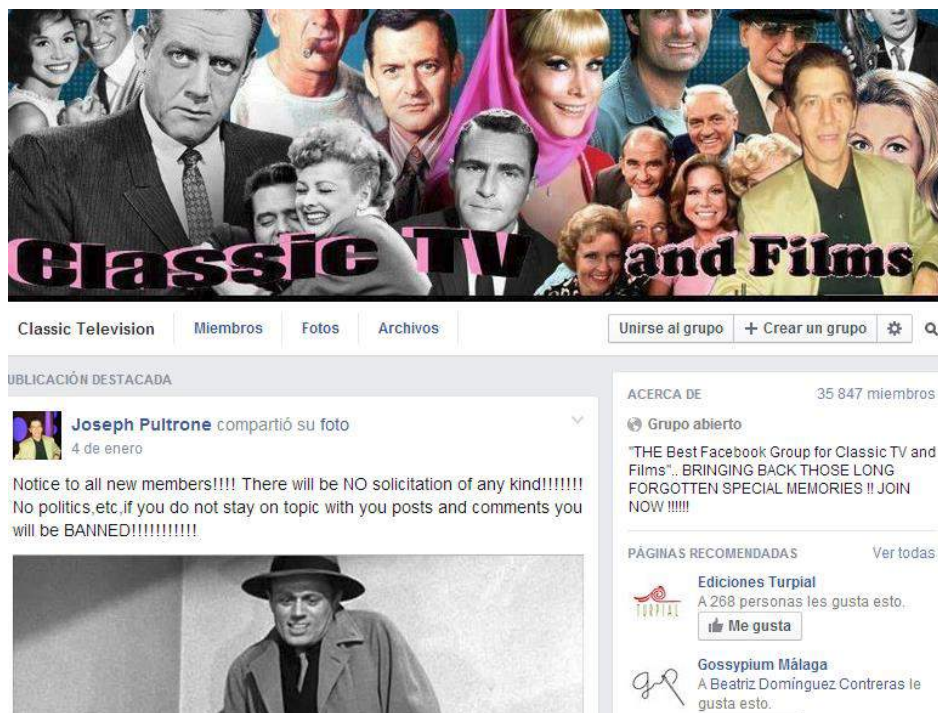 Classic TV and Films
Classic Television Miembros Fotos Archivos Unirse al grupo + Crear un grupo
UBLICACIÓN DESTACADA
Joseph Pultrone compartió su foto
4 de enero
Notice to all new members!!!! There will be NO solicitation of any kind!!!!!!!
No politics,etc,if you do not stay on topic with you posts and comments you
will be BANNED!!!!!!!!!!!
ACERCA DE 35 847 miembros
Grupo abierto
"THE Best Facebook Group for Classic TV and
Films".. BRINGING BACK THOSE LONG
FORGOTTEN SPECIAL MEMORIES !! JOIN
NOW !!!!!!
PÁGINAS RECOMENDADAS Ver todas
TURPIAL
Ediciones Turpial
A 268 personas les gusta esto.
Me gusta
Gossypium Málaga
A Beatriz Domínguez Contreras le
gusta esto.